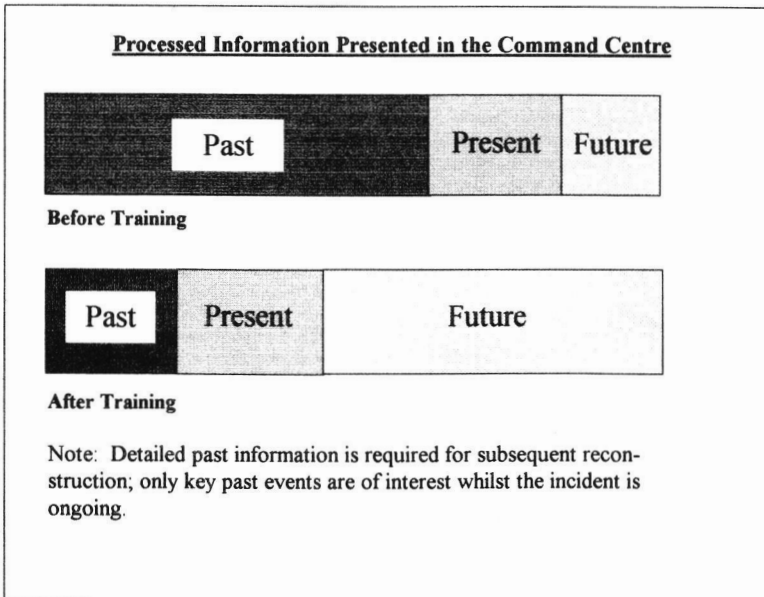 Processed Information Presented in the Command Centre
Past Present Future
Before Training
Past Present Future
After Training
Note: Detailed past information is required for subsequent recon-
struction; only key past events are of interest whilst the incident is
ongoing.